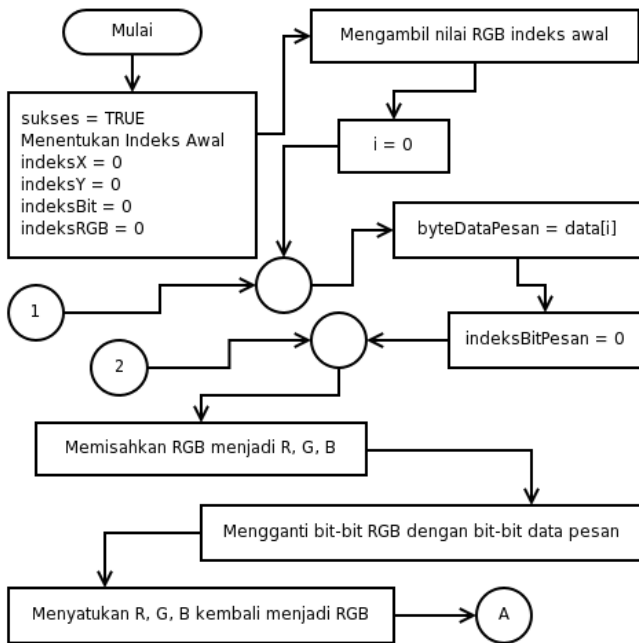 Mulai
Mengambil nilai RGB indeks awal
sukses = TRUE
Menentukan Indeks Awal
indeksX = 0
indeksY = 0
indeksBit = 0
indeksRGB = 0
i = 0
byteDataPesan = data[i]
1
indeksBitPesan = 0
2
Memisahkan RGB menjadi R, G, B
Mengganti bit-bit RGB dengan bit-bit data pesan
Menyatukan R, G, B kembali menjadi RGB
A